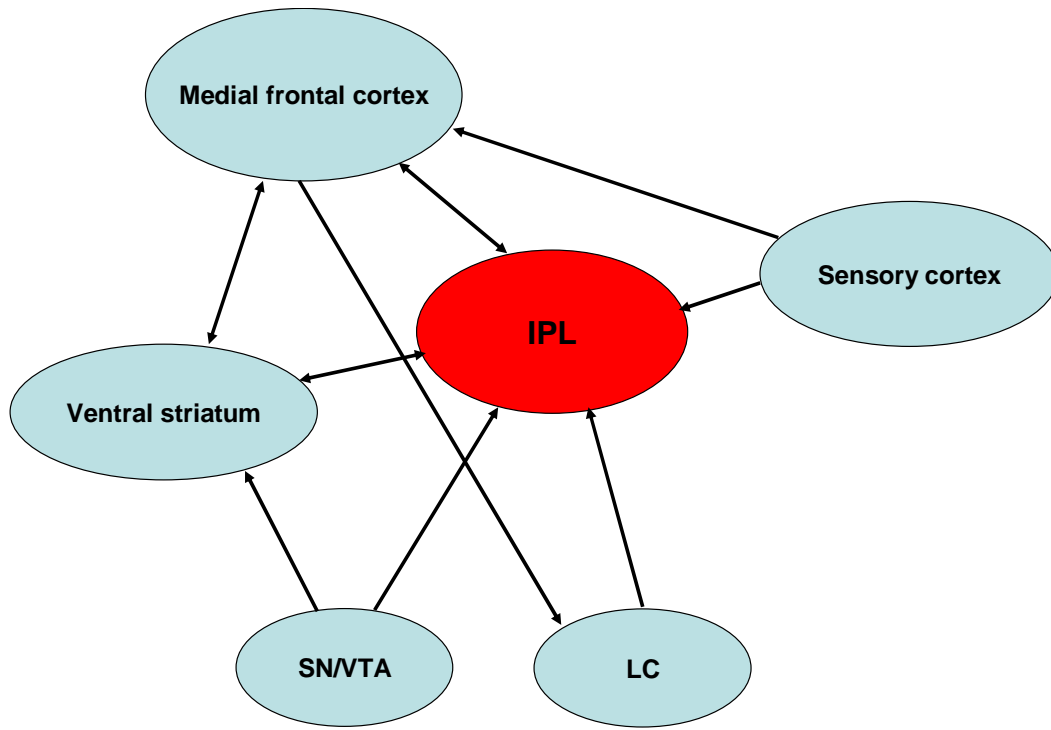 Medial frontal cortex
Sensory cortex
IPL
Ventral striatum
SN/VTA
LC